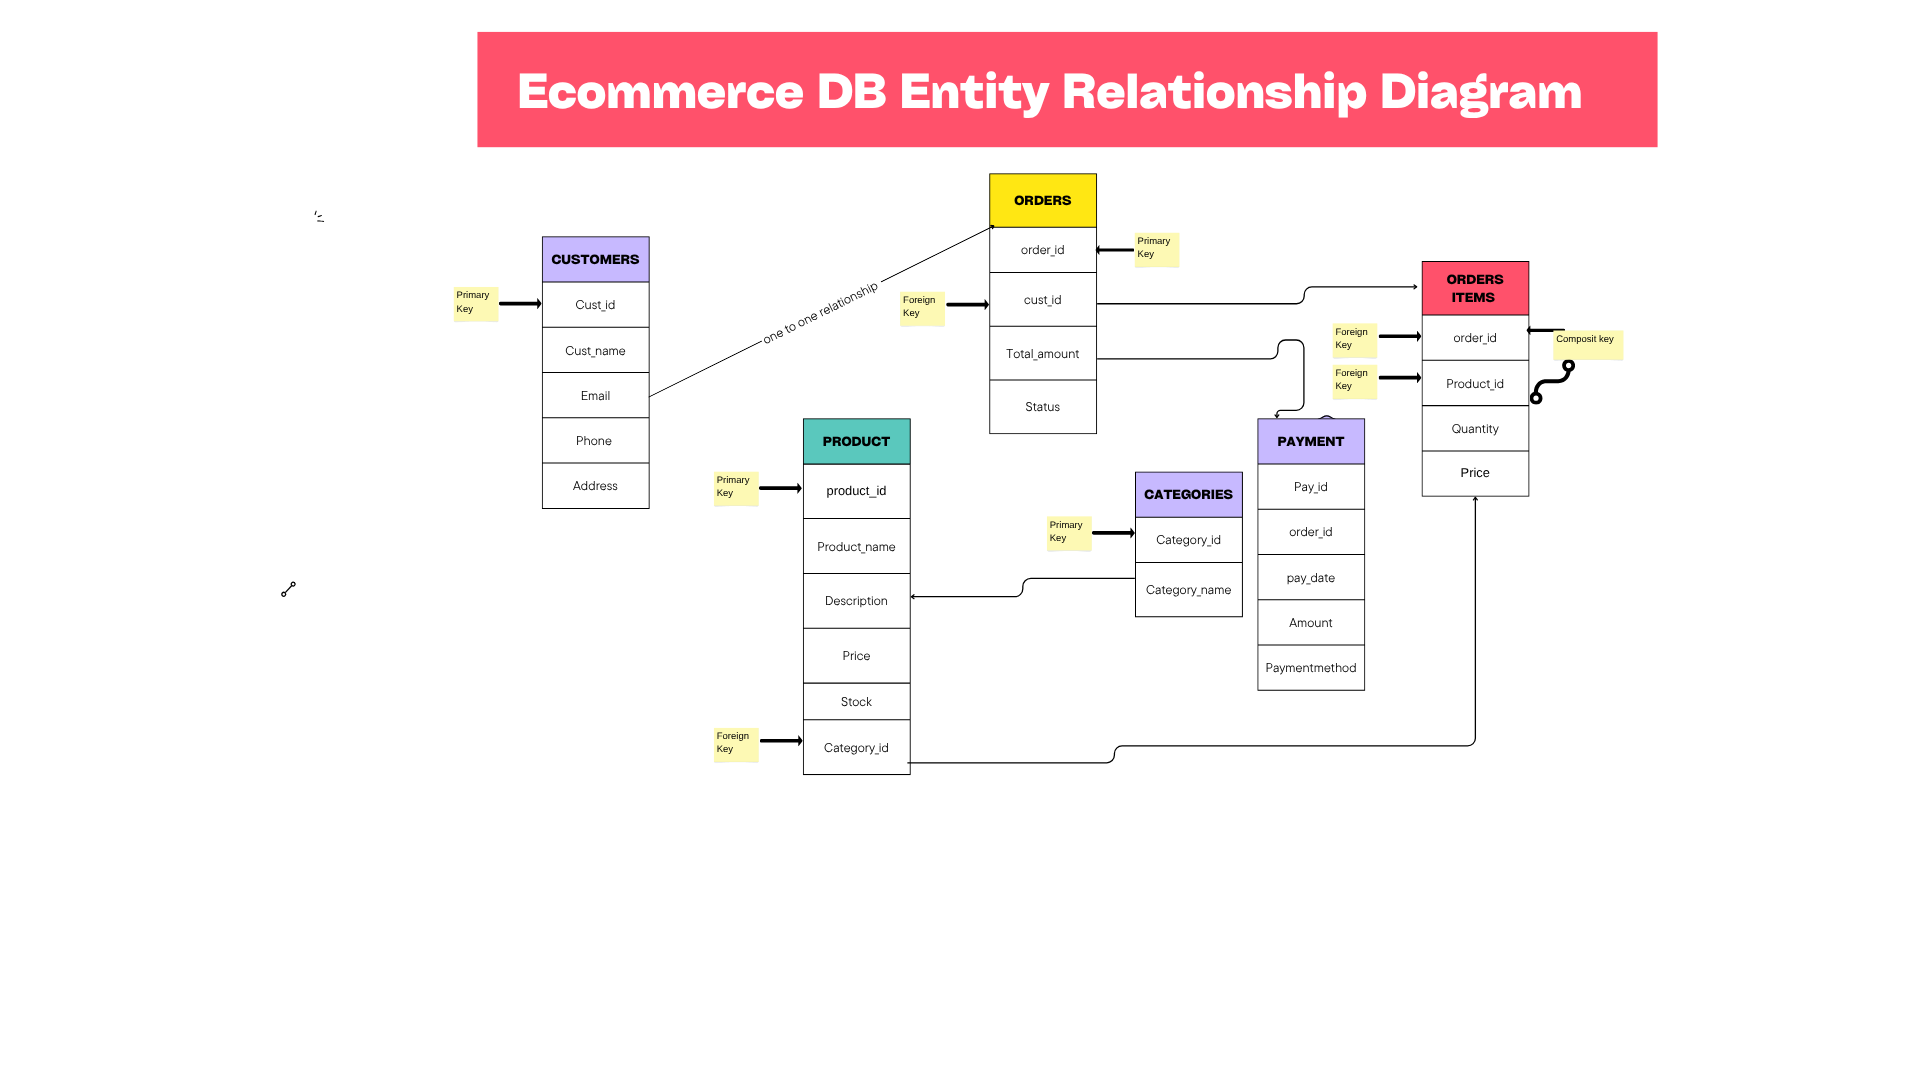 Ecommerce DB Entity Relationship Diagram
CUSTOMERS
Primary
Key
Cust_id
Cust_name
Email
Phone
Address
one to one relationship
ORDERS
order_id
Primary
Key
Foreign
Key
cust_id
Total_amount
Status
ORDERS
ITEMS
Foreign
Key
order_id
Composit key
Foreign
Key
Product_id
Quantity
Price
PRODUCT
Primary
Key
product_id
Product_name
Description
Price
Stock
Foreign
Key
Category_id
CATEGORIES
Primary
Key
Category_id
Category_name
PAYMENT
Pay_id
order_id
pay_date
Amount
Paymentmethod